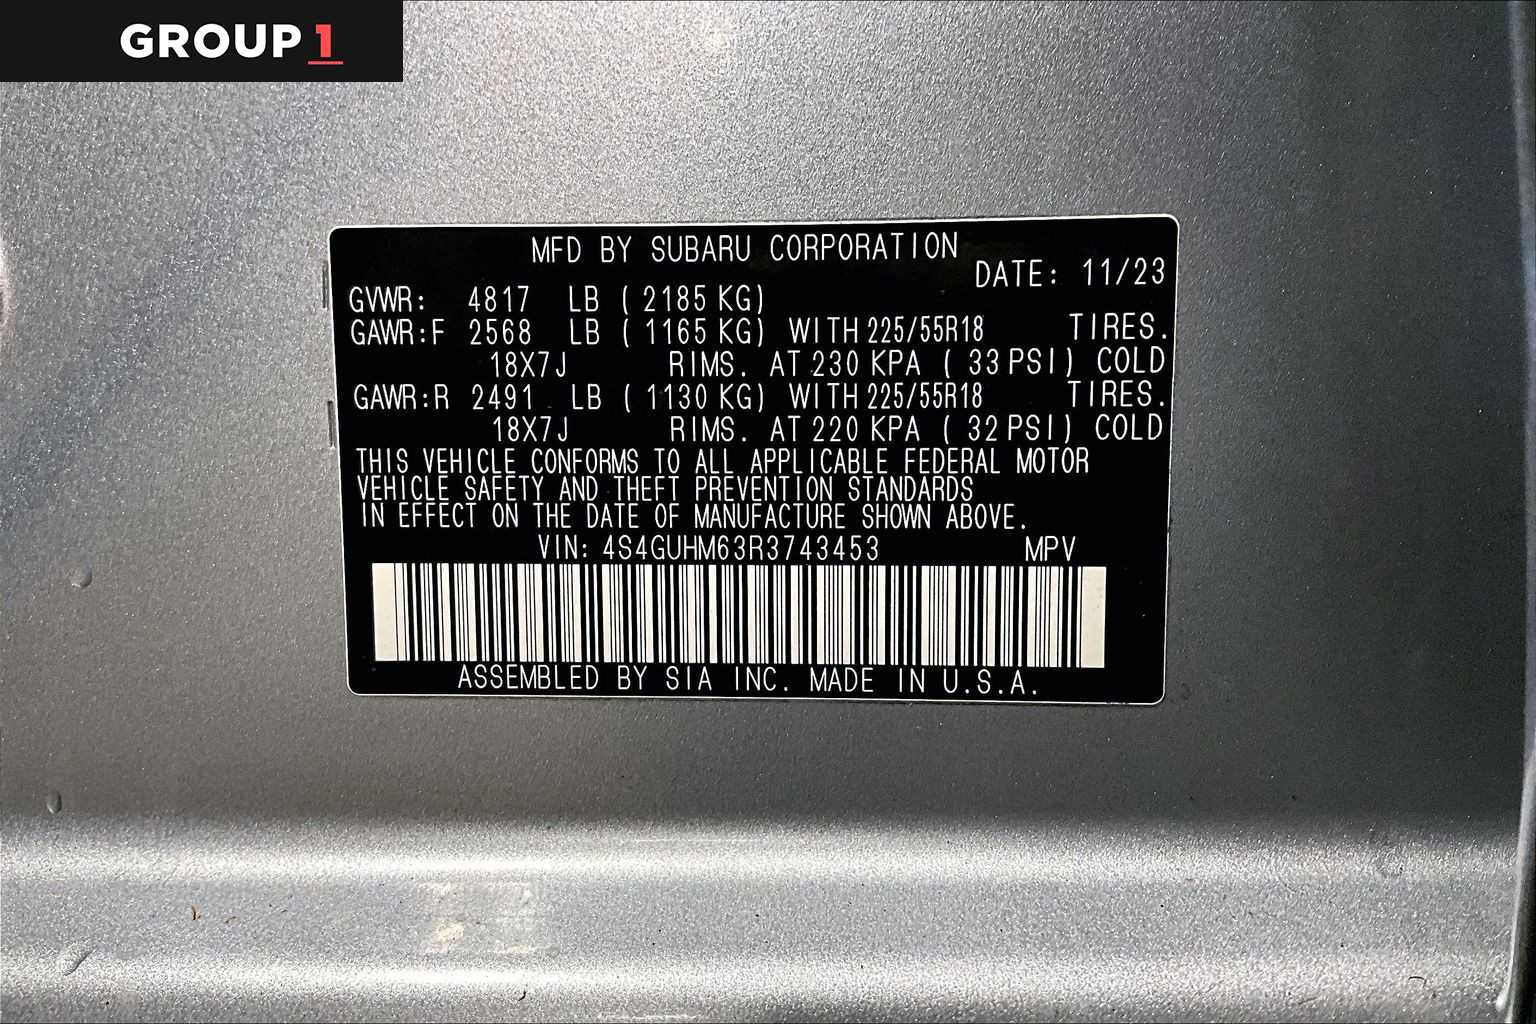 GROUP 1
MFD BY SUBARU CORPORATION
DATE: 11/23
GVWR: 4817 LB ( 2185 KG)
GAWR:F 2568 LB ( 1165 KG) WITH 225/55R18 TIRES.
18X7J RIMS. AT 230 KPA ( 33 PSI) COLD
GAWR:R 2491 LB ( 1130 KG) WITH 225/55R18 TIRES.
18X7J RIMS. AT 220 KPA ( 32 PSI) COLD
THIS VEHICLE CONFORMS TO ALL APPLICABLE FEDERAL MOTOR
VEHICLE SAFETY AND THEFT PREVENTION STANDARDS
IN EFFECT ON THE DATE OF MANUFACTURE SHOWN ABOVE.
VIN: 4S4GUHM63R3743453 MPV
ASSEMBLED BY SIA INC. MADE IN U.S.A.